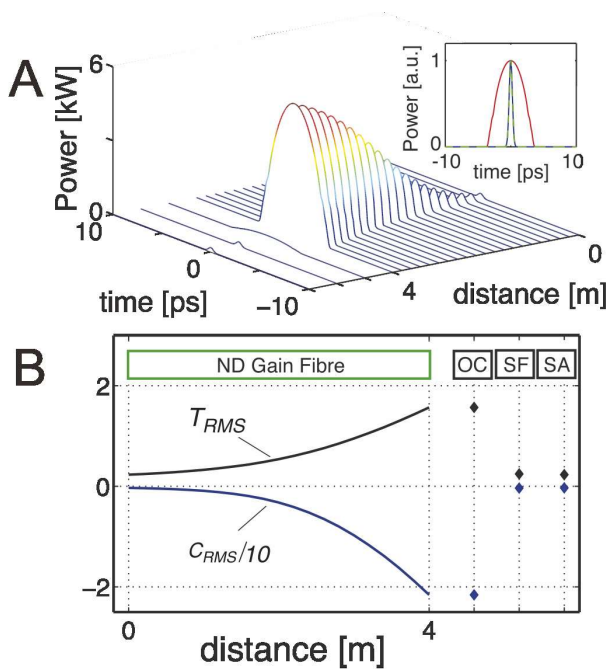 A
Power [kW]
6
0
10
0
-10
time [ps]
4
0
distance [m]
Power [a.u.]
1
0
-10
10
time [ps]
B
ND Gain Fibre
OC
SF
SA
2
0
−2
T_RMS
C_RMS/10
0
4
distance [m]